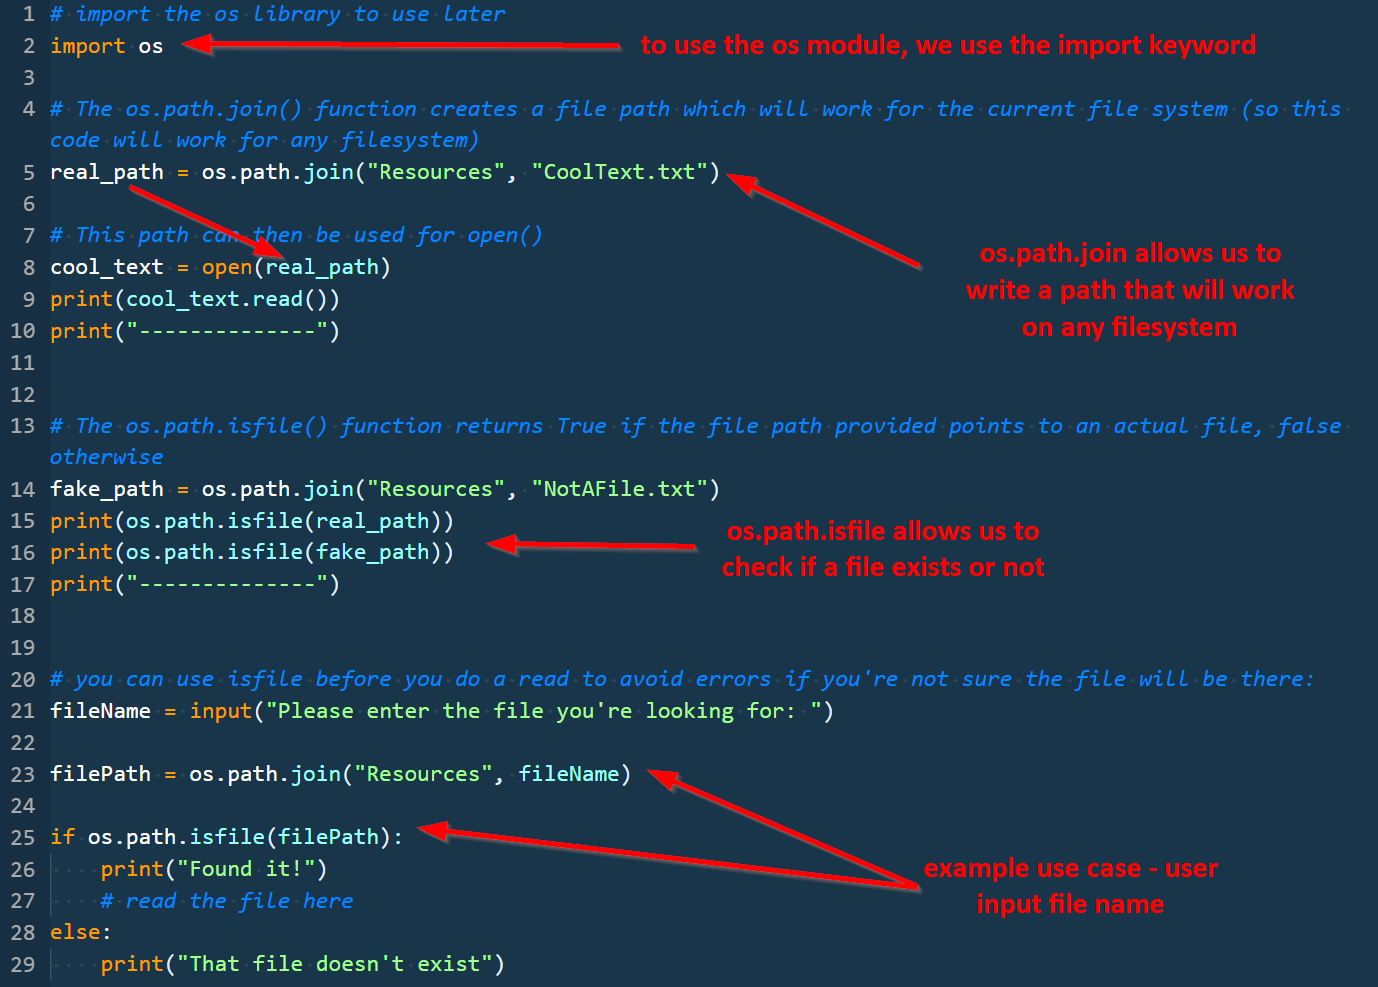 1 # import the os library to use later
2 import os
to use the os module, we use the import keyword
3
4 # The os.path.join() function creates a file path which will work for the current file system (so this
code will work for any filesystem)
5 real_path = os.path.join("Resources", "CoolText.txt")
6
7 # This path can then be used for open()
8 cool_text = open(real_path)
9 print(cool_text.read())
10 print("--------------")
os.path.join allows us to
write a path that will work
on any filesystem
11
12
13 # The os.path.isfile() function returns True if the file path provided points to an actual file, false
otherwise
14 fake_path = os.path.join("Resources", "NotAFile.txt")
15 print(os.path.isfile(real_path))
16 print(os.path.isfile(fake_path))
17 print("--------------")
os.path.isfile allows us to
check if a file exists or not
18
19
20 # you can use isfile before you do a read to avoid errors if you're not sure the file will be there:
21 fileName = input("Please enter the file you're looking for: ")
22
23 filePath = os.path.join("Resources", fileName)
24
25 if os.path.isfile(filePath):
26     print("Found it!")
27     # read the file here
28 else:
29     print("That file doesn't exist")
example use case - user
input file name